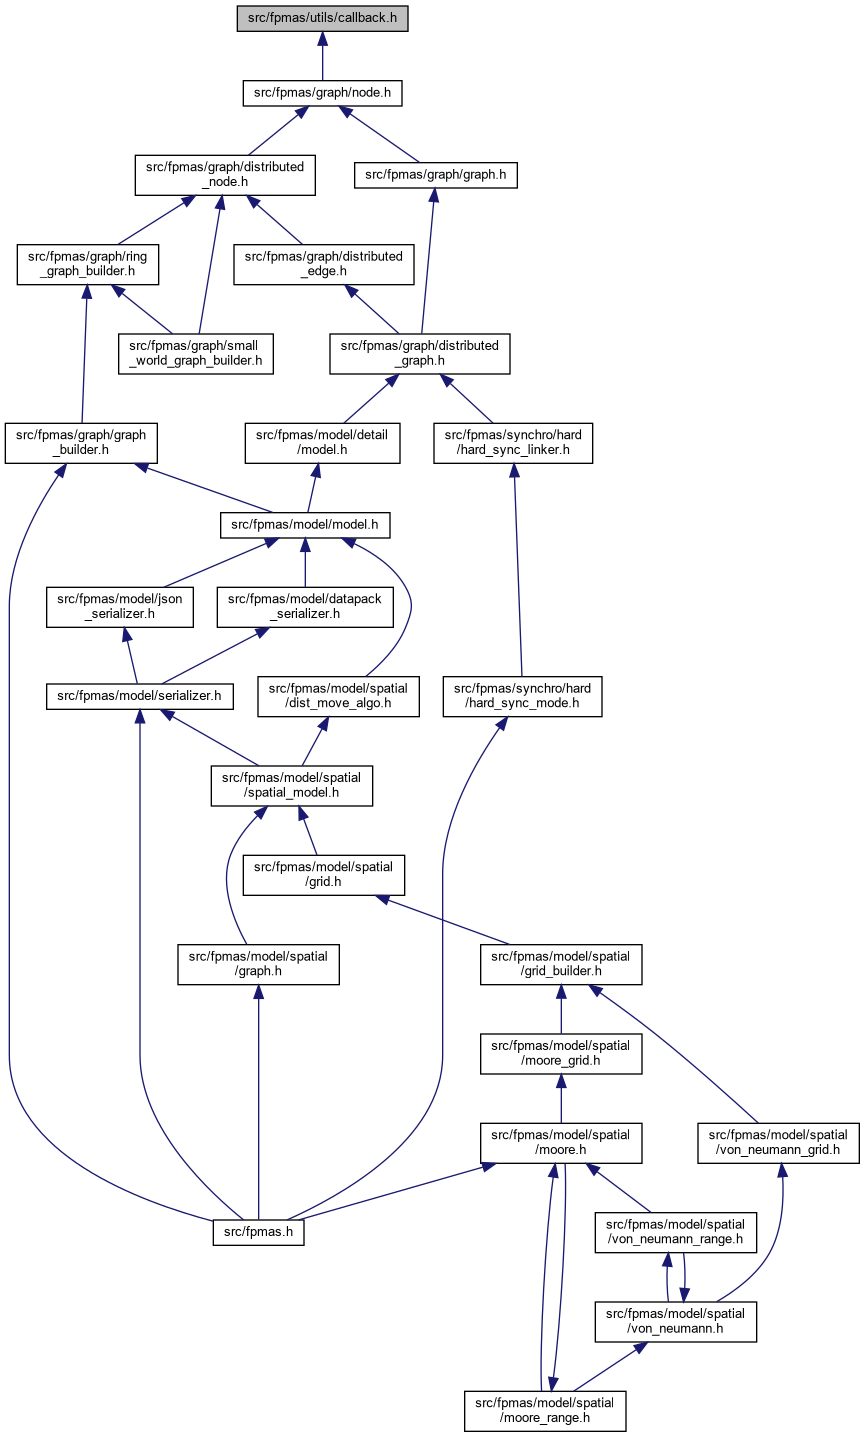 src/fpmas/utils/callback.h
src/fpmas/graph/node.h
src/fpmas/graph/distributed
_node.h
src/fpmas/graph/graph.h
src/fpmas/graph/ring
_graph_builder.h
src/fpmas/graph/distributed
_edge.h
src/fpmas/graph/small
_world_graph_builder.h
src/fpmas/graph/distributed
_graph.h
src/fpmas/graph/graph
_builder.h
src/fpmas/model/detail
/model.h
src/fpmas/synchro/hard
/hard_sync_linker.h
src/fpmas/model/model.h
src/fpmas/model/json
_serializer.h
src/fpmas/model/datapack
_serializer.h
src/fpmas/model/serializer.h
src/fpmas/model/spatial
/dist_move_algo.h
src/fpmas/synchro/hard
/hard_sync_mode.h
src/fpmas/model/spatial
/spatial_model.h
src/fpmas/model/spatial
/grid.h
src/fpmas/model/spatial
/graph.h
src/fpmas/model/spatial
/grid_builder.h
src/fpmas/model/spatial
/moore_grid.h
src/fpmas/model/spatial
/moore.h
src/fpmas/model/spatial
/von_neumann_grid.h
src/fpmas.h
src/fpmas/model/spatial
/von_neumann_range.h
src/fpmas/model/spatial
/von_neumann.h
src/fpmas/model/spatial
/moore_range.h